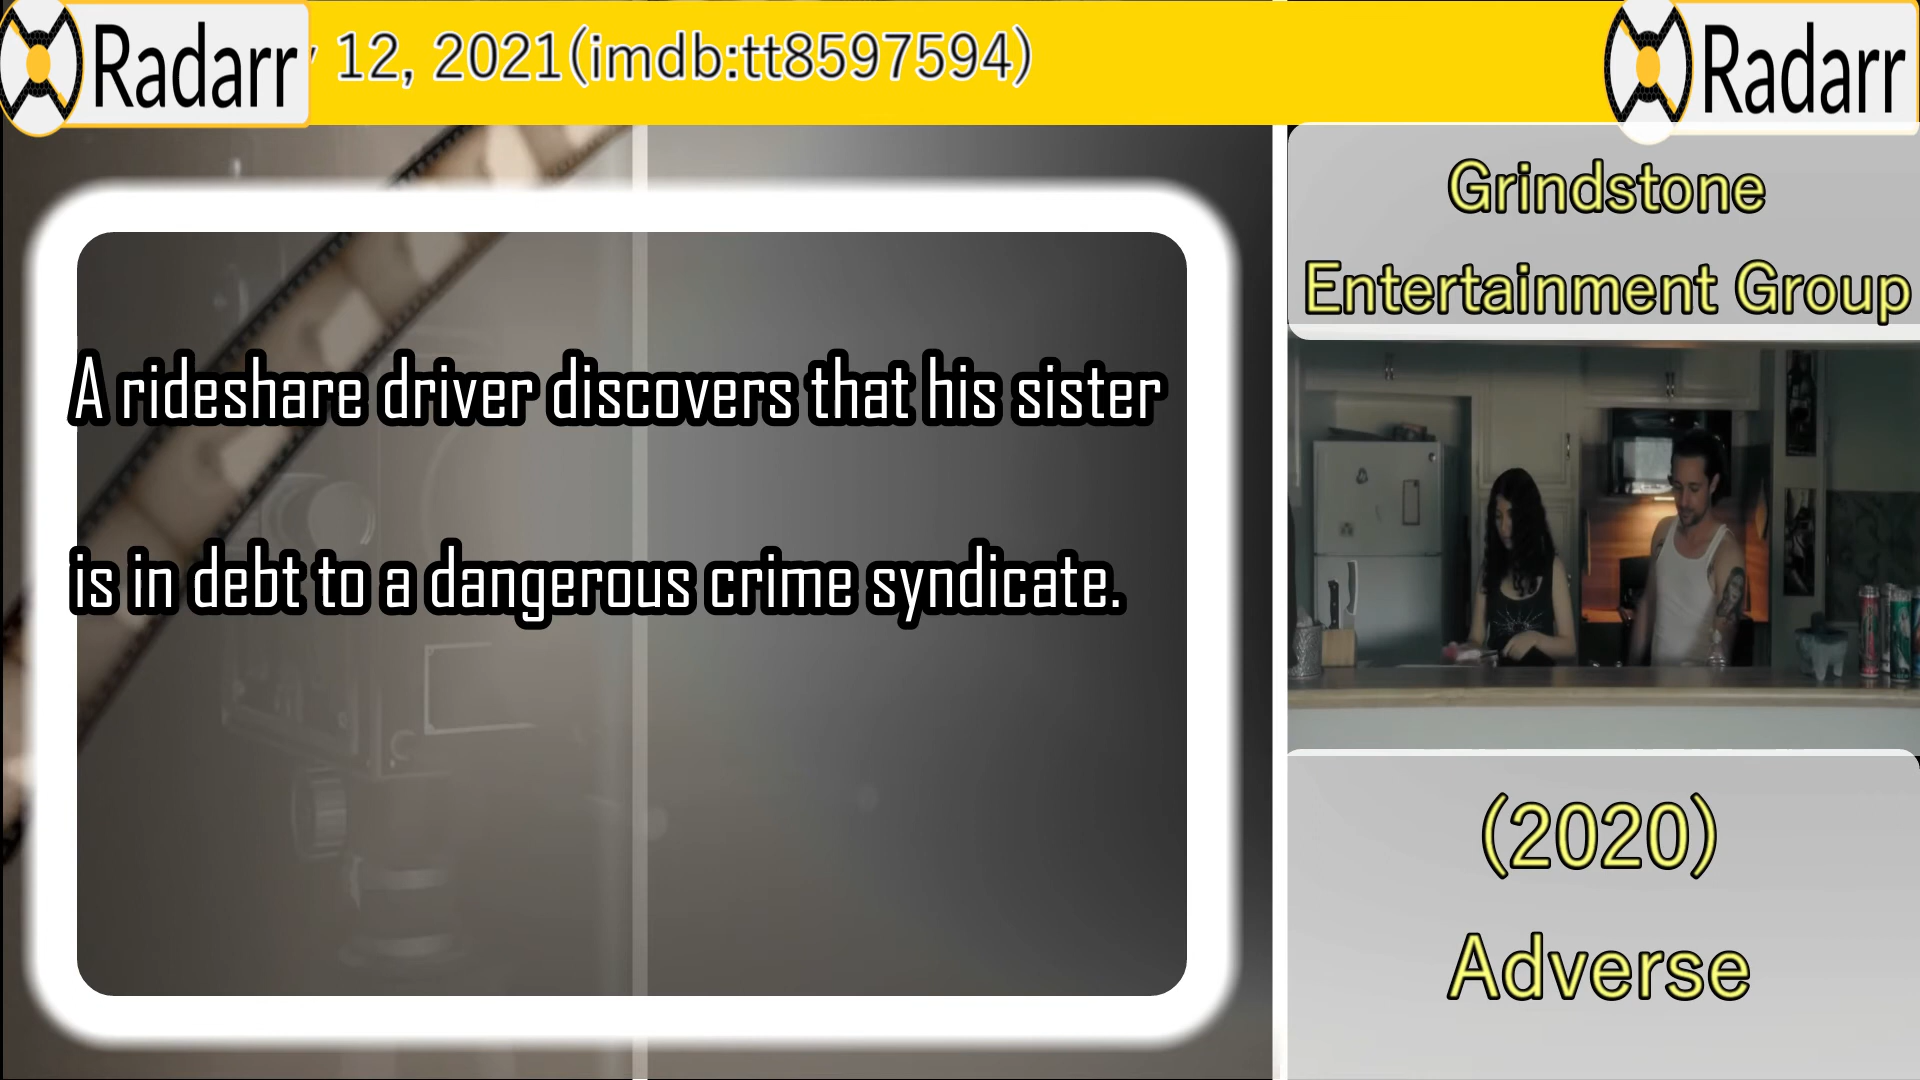 Radarr
12, 2021(imdb:tt8597594)
Radarr
Grindstone
Entertainment Group
A rideshare driver discovers that his sister
is in debt to a dangerous crime syndicate.
(2020)
Adverse